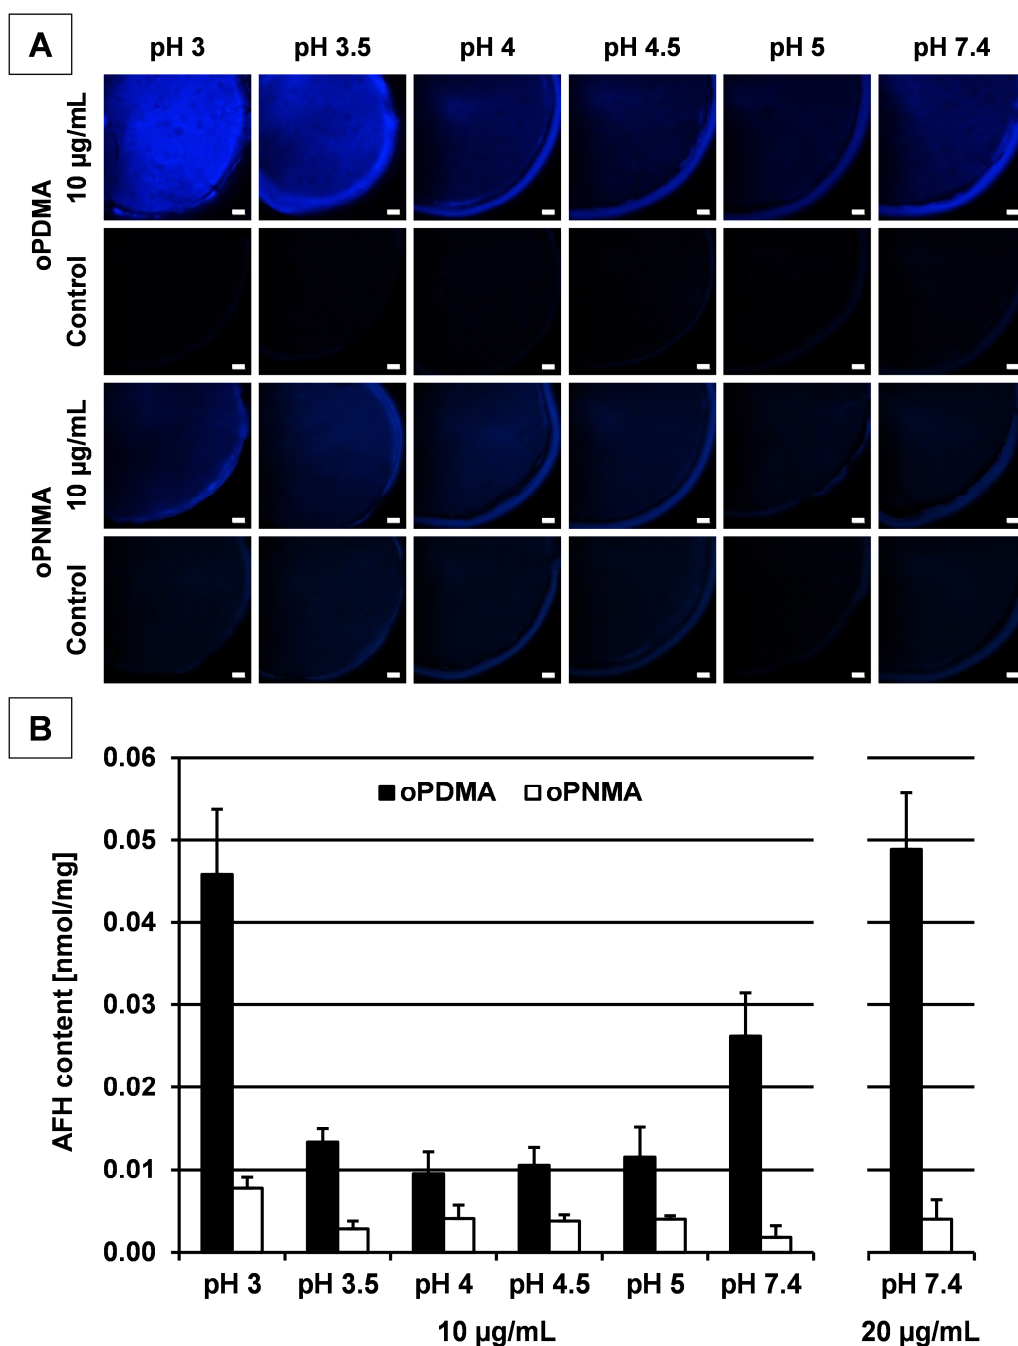 A
pH 3 pH 3.5 pH 4 pH 4.5 pH 5 pH 7.4
oPDMA
10 µg/mL
Control
oPNMA
10 µg/mL
Control
B
0.06
oPDMA oPNMA
0.05
0.04
0.03
0.02
0.01
0.00
AFH content [nmol/mg]
pH 3 pH 3.5 pH 4 pH 4.5 pH 5 pH 7.4 pH 7.4
10 µg/mL 20 µg/mL